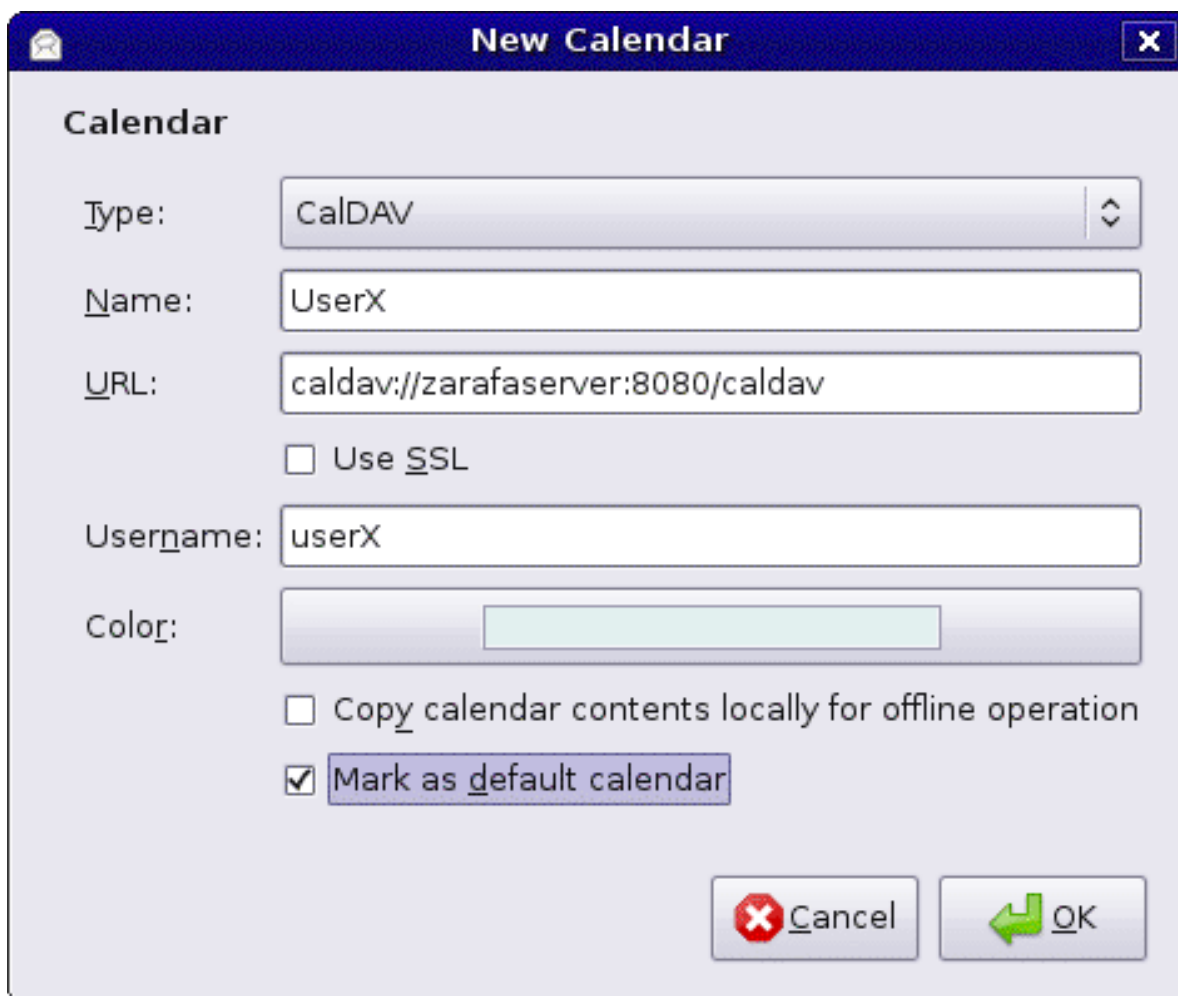 New Calendar
Calendar
Type: CalDAV
Name: UserX
URL: caldav://zarafaserver:8080/caldav
Use SSL
Username: userX
Color:
Copy calendar contents locally for offline operation
Mark as default calendar
Cancel OK